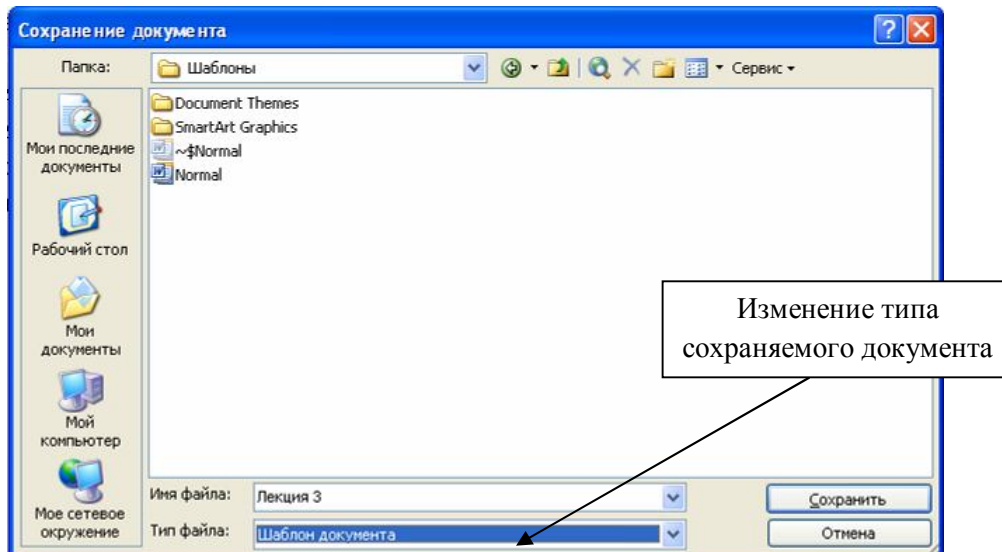 Сохранение документа
Папка:
Шаблоны
Сервис
Document Themes
SmartArt Graphics
~$Normal
Normal
Мои последние
документы
Рабочий стол
Мои
документы
Мой
компьютер
Мое сетевое
окружение
Изменение типа
сохраняемого документа
Имя файла:
Лекция 3
Сохранить
Тип файла:
Шаблон документа
Отмена